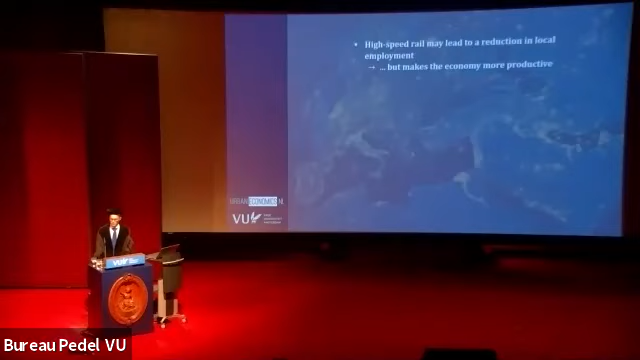 • High-speed rail may lead to a reduction in local
employment
→ ... but makes the economy more productive
URBANECONOMICS.NL
VU
VU
Bureau Pedel VU